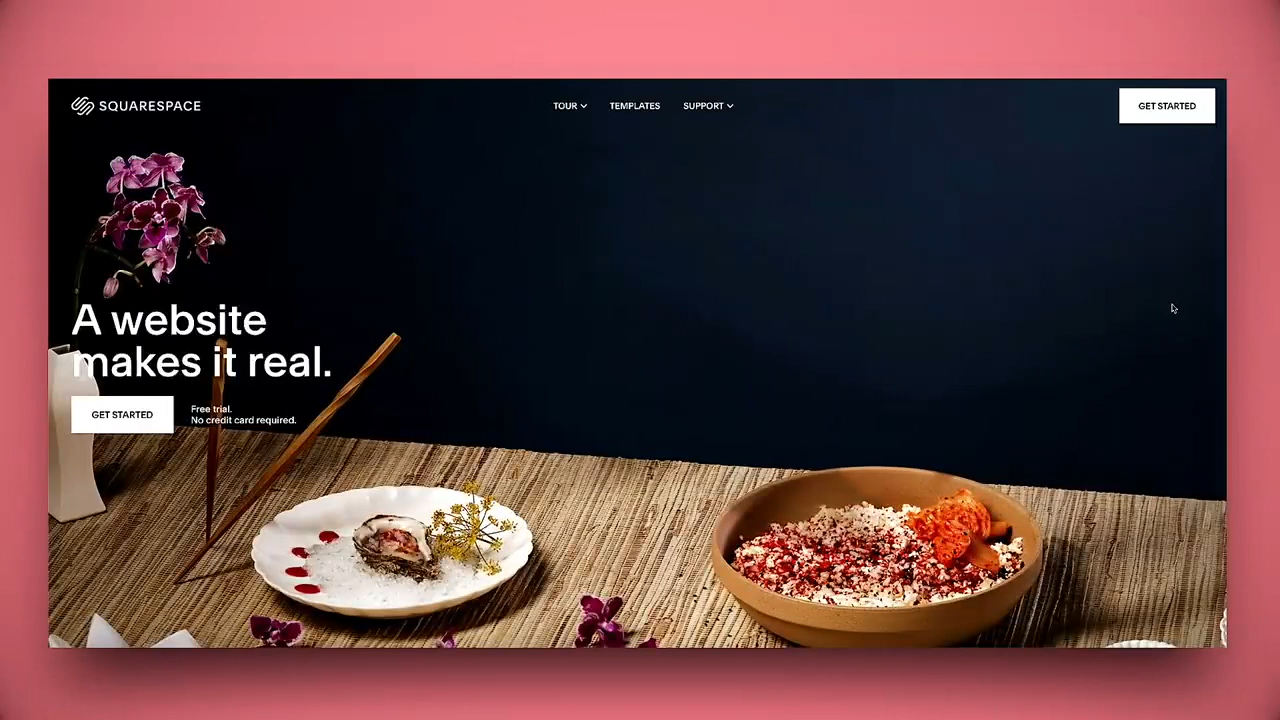 SQUARESPACE
TOUR
TEMPLATES
SUPPORT
GET STARTED
A website
makes it real.
GET STARTED
Free trial.
No credit card required.